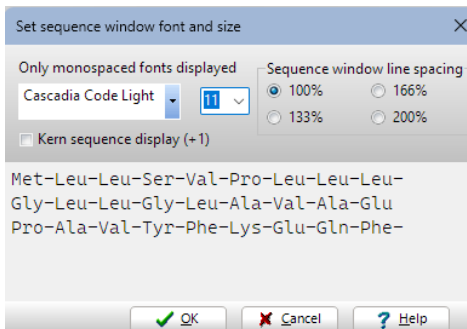 Set sequence window font and size
Only monospaced fonts displayed
Cascadia Code Light
11
Kern sequence display (+1)
Sequence window line spacing
100%
166%
133%
200%
Met-Leu-Leu-Ser-Val-Pro-Leu-Leu-Leu-
Gly-Leu-Leu-Gly-Leu-Ala-Val-Ala-Glu
Pro-Ala-Val-Tyr-Phe-Lys-Glu-Gln-Phe-
OK
Cancel
? Help